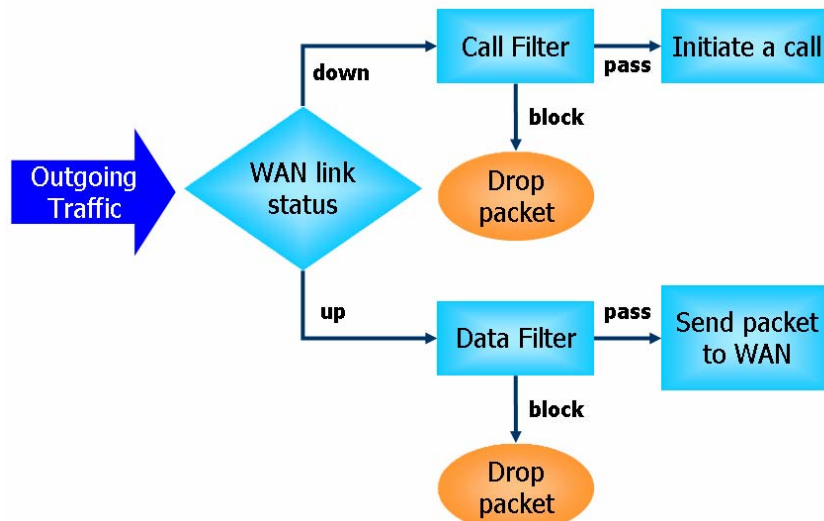 Outgoing
Traffic
WAN link
status
down
Call Filter
pass
Initiate a call
block
Drop
packet
up
Data Filter
pass
Send packet
to WAN
block
Drop
packet